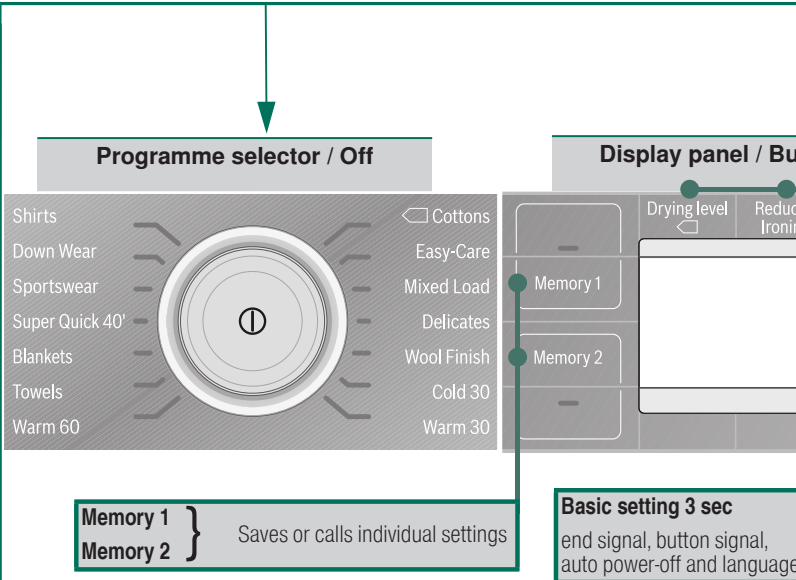 Programme selector / Off
Shirts
Down Wear
Sportswear
Super Quick 40'
Blankets
Towels
Warm 60
Cottons
Easy-Care
Mixed Load
Delicates
Wool Finish
Cold 30
Warm 30
Memory 1
Memory 2
Saves or calls individual settings
Display panel /
Drying level
Memory 1
Memory 2
Basic setting 3 sec
end signal, button signal,
auto power-off and language